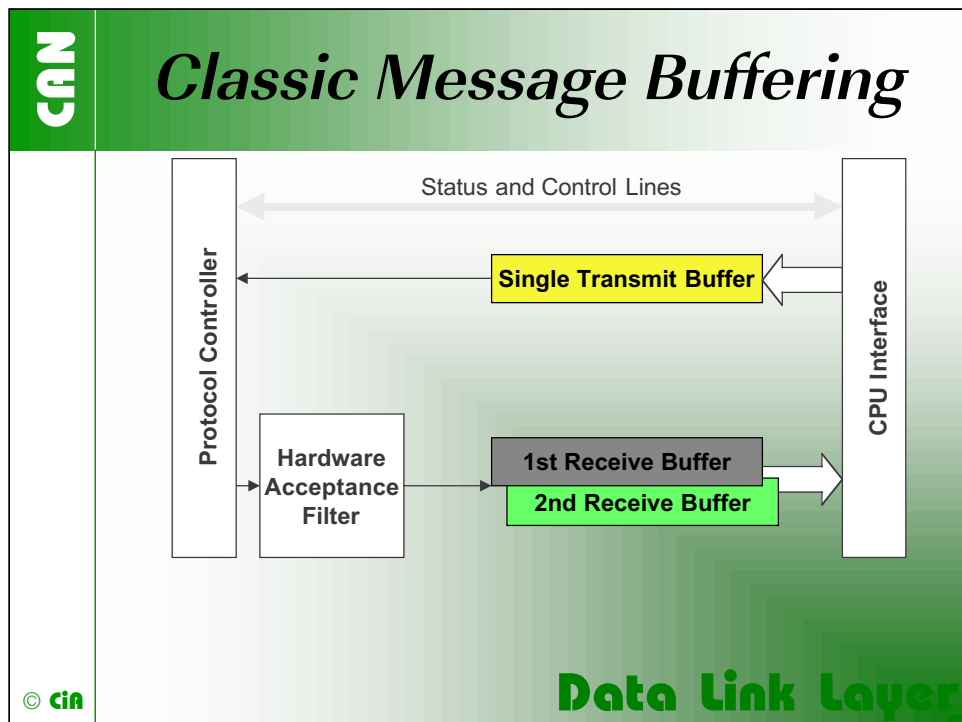 CAN
Classic Message Buffering
Status and Control Lines
Protocol Controller
Single Transmit Buffer
CPU Interface
Hardware
Acceptance
Filter
1st Receive Buffer
2nd Receive Buffer
© CiA
Data Link Layer